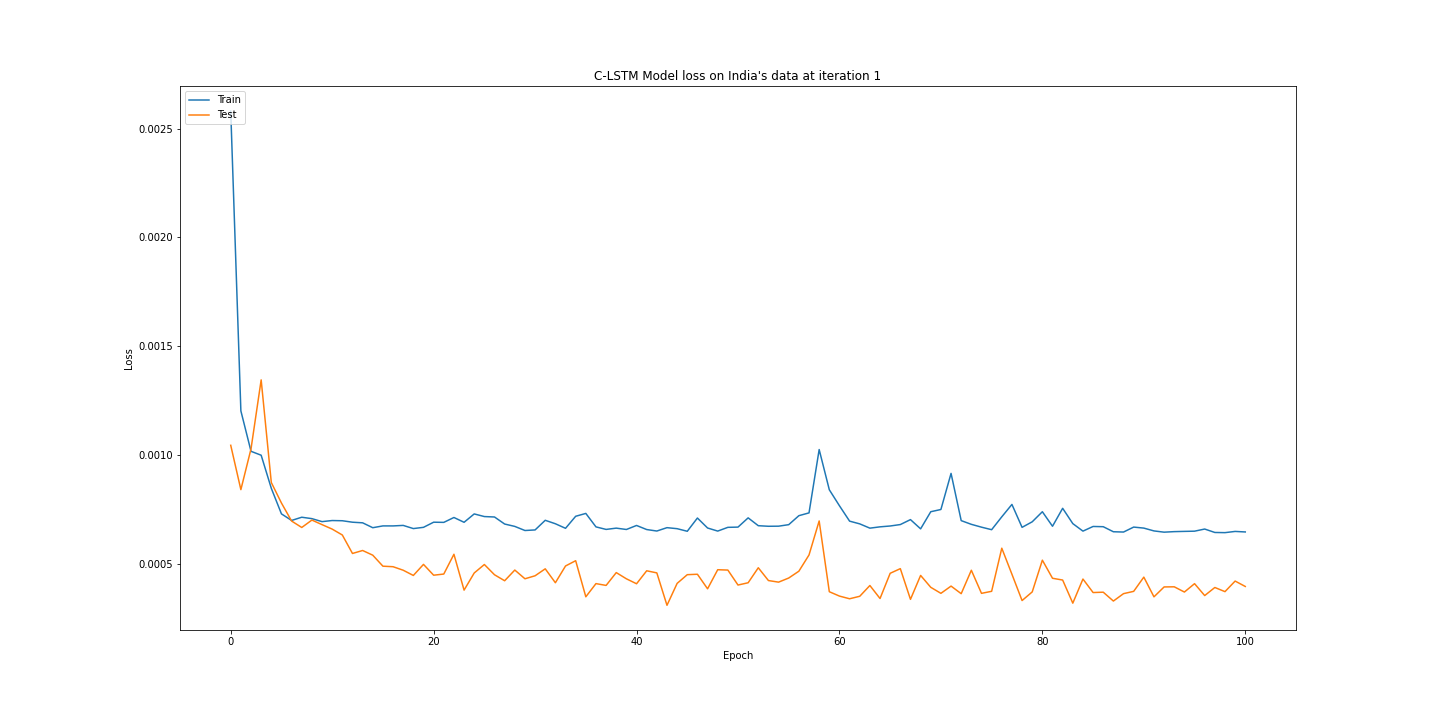 C-LSTM Model loss on India's data at iteration 1
Train
Test
0.0025
0.0020
0.0015
0.0010
0.0005
Loss
0 20 40 60 80 100
Epoch